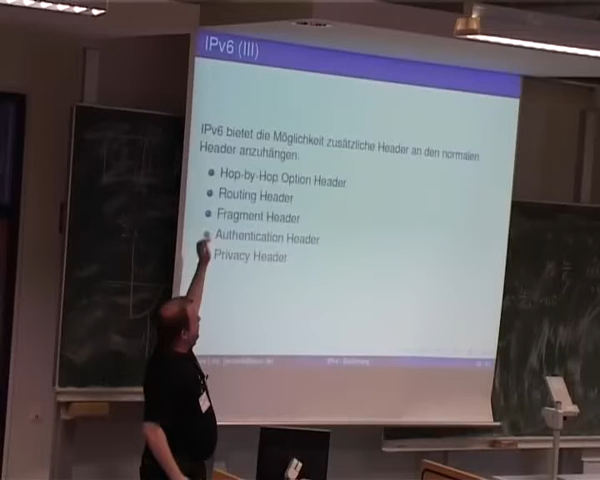 IPv6 (III)
IPv6 bietet die Möglichkeit zusätzliche Header an den normalen
Header anzuhängen:
Hop-by-Hop Option Header
Routing Header
Fragment Header
Authentication Header
Privacy Header